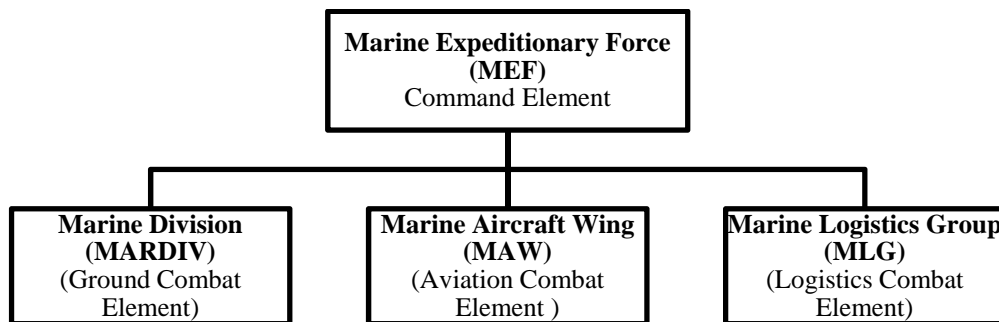 Marine Expeditionary Force
(MEF)
Command Element
Marine Division
(MARDIV)
(Ground Combat
Element)
Marine Aircraft Wing
(MAW)
(Aviation Combat
Element )
Marine Logistics Group
(MLG)
(Logistics Combat
Element)